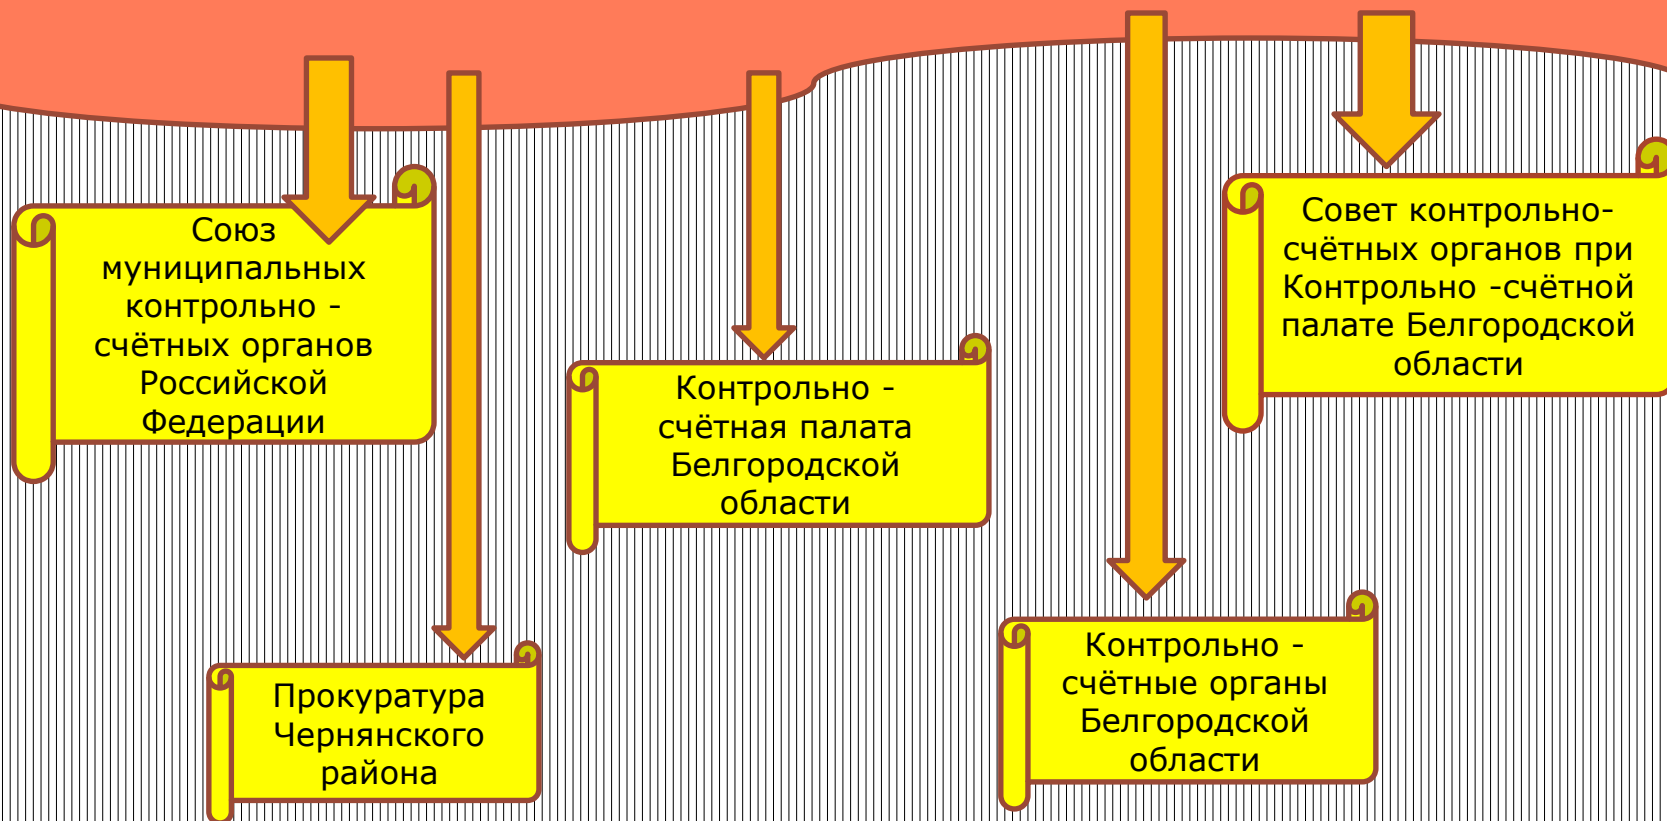 Союз
муниципальных
контрольно -
счётных органов
Российской
Федерации
Прокуратура
Чернянского
района
Контрольно -
счётная палата
Белгородской
области
Контрольно -
счётные органы
Белгородской
области
Совет контрольно-
счётных органов при
Контрольно -счётной
палате Белгородской
области